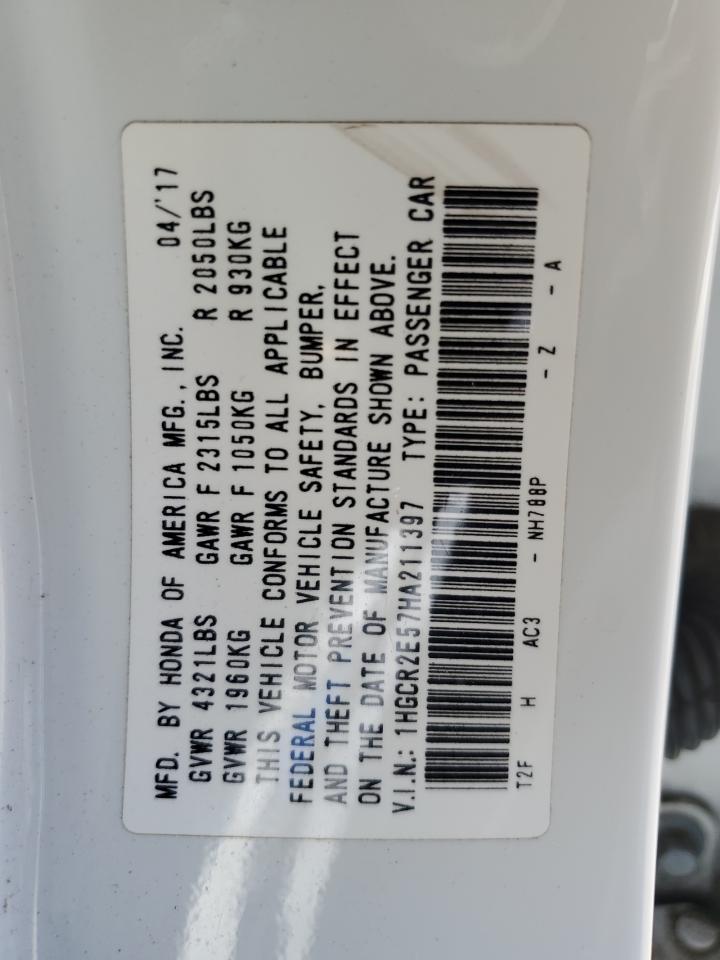 MFD. BY HONDA OF AMERICA MFG., INC. 04/'17
GVWR 4321LBS GAWR F 2315LBS R 2050LBS
GVWR 1960KG GAWR F 1050KG R 930KG
THIS VEHICLE CONFORMS TO ALL APPLICABLE
FEDERAL MOTOR VEHICLE SAFETY, BUMPER,
AND THEFT PREVENTION STANDARDS IN EFFECT
ON THE DATE OF MANUFACTURE SHOWN ABOVE.
V.I.N.: 1HGCR2E57HA211397 TYPE: PASSENGER CAR
T2F H AC3 - NH788P - Z - A